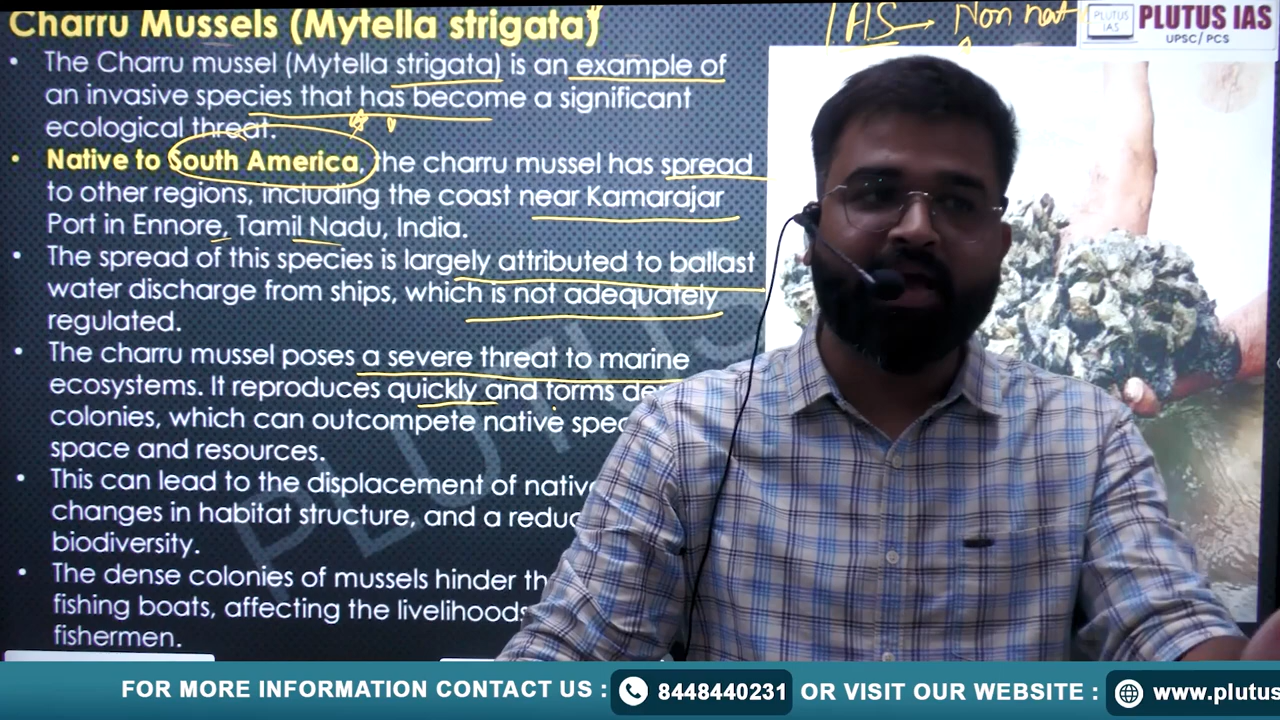 Charru Mussels (Mytella strigata)
IAS → Non nat
PLUTUS IAS
PLUTUS IAS
UPSC/ PCS
• The Charru mussel (Mytella strigata) is an example of
an invasive species that has become a significant
ecological threat.
• Native to South America, the charru mussel has spread
to other regions, including the coast near Kamarajar
Port in Ennore, Tamil Nadu, India.
• The spread of this species is largely attributed to ballast
water discharge from ships, which is not adequately
regulated.
• The charru mussel poses a severe threat to marine
ecosystems. It reproduces quickly and forms de
colonies, which can outcompete native spec
space and resources.
• This can lead to the displacement of native
changes in habitat structure, and a reduc
biodiversity.
• The dense colonies of mussels hinder th
fishing boats, affecting the livelihoods
fishermen.
PLUTUS
FOR MORE INFORMATION CONTACT US : 8448440231 OR VISIT OUR WEBSITE : www.plutus